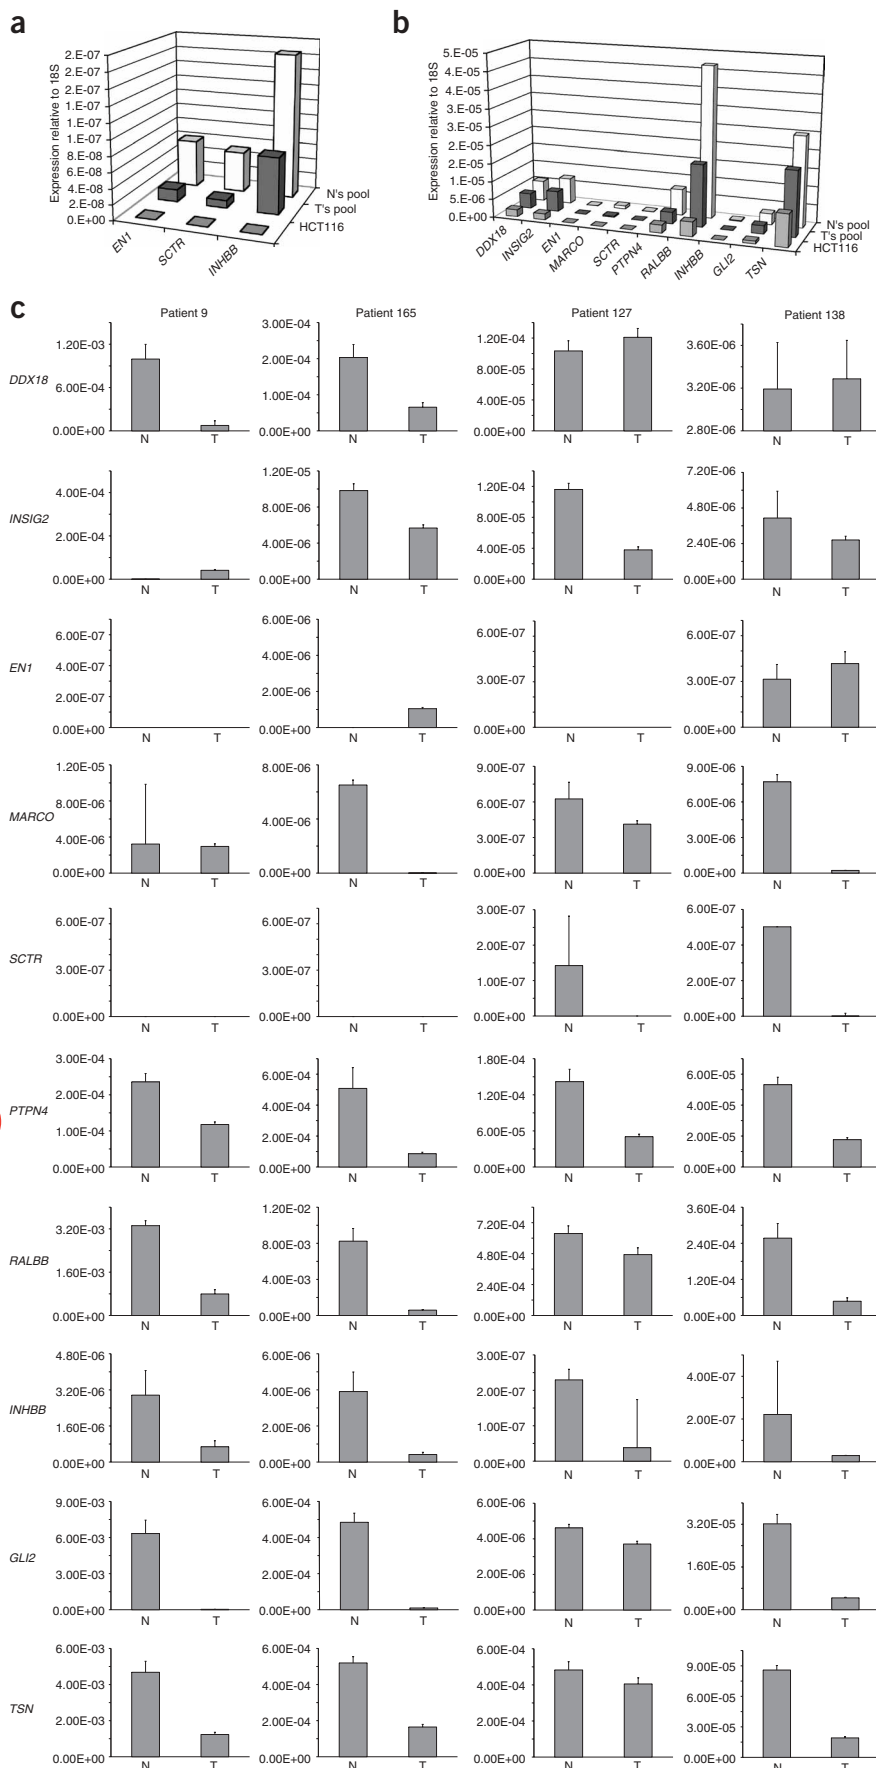 a
Expression relative to 18S
2.E-07
2.E-07
1.E-07
1.E-07
1.E-07
8.E-08
6.E-08
4.E-08
2.E-08
0.E+00
EN1
SCTR
INHBB
N's pool
T's pool
HCT116
b
Expression relative to 18S
5.E-05
4.E-05
4.E-05
3.E-05
3.E-05
2.E-05
2.E-05
1.E-05
5.E-06
0.E+00
DDX18
INSIG2
EN1
MARCO
SCTR
PTPN4
RALBB
INHBB
GLI2
TSN
N's pool
T's pool
HCT116
c
Patient 9 Patient 165 Patient 127 Patient 138
DDX18
1.20E-03
6.00E-04
0.00E+00
N T
3.00E-04
2.00E-04
1.00E-04
0.00E+00
N T
1.20E-04
8.00E-05
4.00E-05
0.00E+00
N T
3.60E-06
3.20E-06
2.80E-06
N T
INSIG2
4.00E-04
2.00E-04
0.00E+00
N T
1.20E-05
8.00E-06
4.00E-06
0.00E+00
N T
1.20E-04
8.00E-05
4.00E-05
0.00E+00
N T
7.20E-06
4.80E-06
2.40E-06
0.00E+00
N T
EN1
6.00E-07
4.00E-07
2.00E-07
0.00E+00
N T
6.00E-06
4.00E-06
2.00E-06
0.00E+00
N T
6.00E-07
3.00E-07
0.00E+00
N T
6.00E-07
3.00E-07
0.00E+00
N T
MARCO
1.20E-05
8.00E-06
4.00E-06
0.00E+00
N T
8.00E-06
4.00E-06
0.00E+00
N T
9.00E-07
6.00E-07
3.00E-07
0.00E+00
N T
9.00E-06
6.00E-06
3.00E-06
0.00E+00
N T
SCTR
6.00E-07
3.00E-07
0.00E+00
N T
6.00E-07
3.00E-07
0.00E+00
N T
3.00E-07
2.00E-07
1.00E-07
0.00E+00
N T
6.00E-07
4.00E-07
2.00E-07
0.00E+00
N T
PTPN4
3.00E-04
2.00E-04
1.00E-04
0.00E+00
N T
6.00E-04
4.00E-04
2.00E-04
0.00E+00
N T
1.80E-04
1.20E-04
6.00E-05
0.00E+00
N T
6.00E-05
4.00E-05
2.00E-05
0.00E+00
N T
RALBB
3.20E-03
1.60E-03
0.00E+00
N T
1.20E-02
8.00E-03
4.00E-03
0.00E+00
N T
7.20E-04
4.80E-04
2.40E-04
0.00E+00
N T
3.60E-04
2.40E-04
1.20E-04
0.00E+00
N T
INHBB
4.80E-06
3.20E-06
1.60E-06
0.00E+00
N T
6.00E-06
4.00E-06
2.00E-06
0.00E+00
N T
3.00E-07
2.00E-07
1.00E-07
0.00E+00
N T
4.00E-07
2.00E-07
0.00E+00
N T
GLI2
9.00E-03
6.00E-03
3.00E-03
0.00E+00
N T
6.00E-04
4.00E-04
2.00E-04
0.00E+00
N T
6.00E-06
4.00E-06
2.00E-06
0.00E+00
N T
3.20E-05
1.60E-05
0.00E+00
N T
TSN
6.00E-03
4.00E-03
2.00E-03
0.00E+00
N T
6.00E-04
4.00E-04
2.00E-04
0.00E+00
N T
6.00E-04
4.00E-04
2.00E-04
0.00E+00
N T
9.00E-05
6.00E-05
3.00E-05
0.00E+00
N T